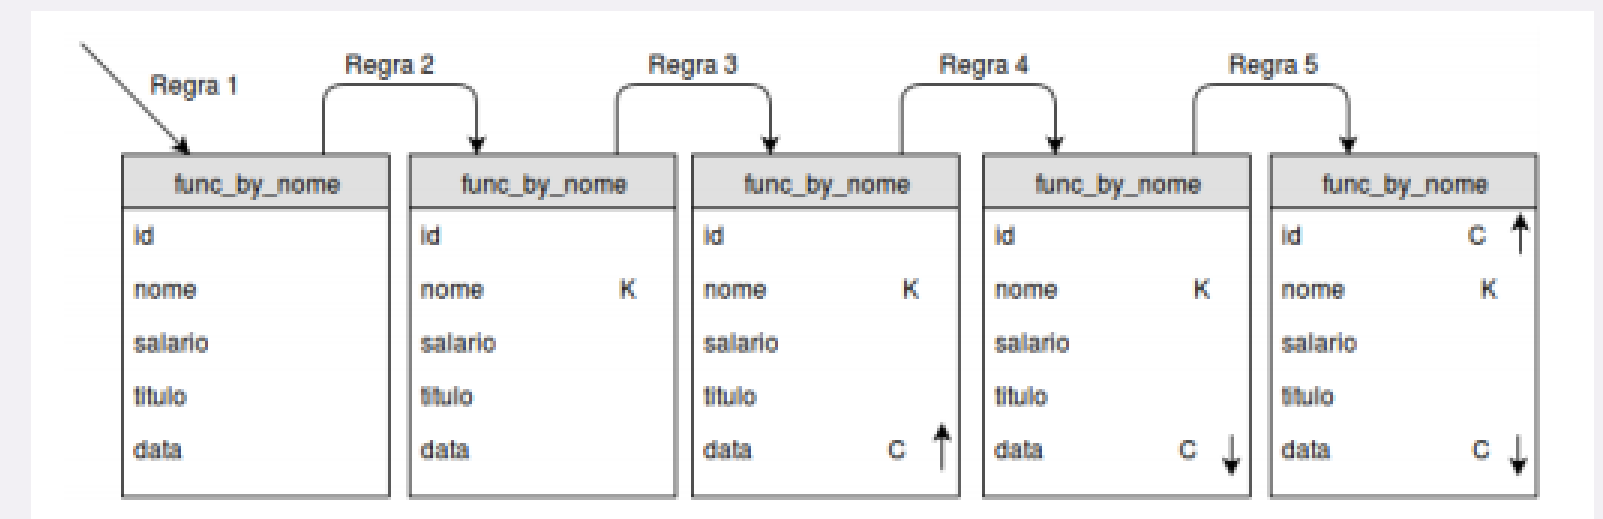 Regra 1
Regra 2
Regra 3
Regra 4
Regra 5
func_by_nome
id
nome
salario
titulo
data
func_by_nome
id
nome K
salario
titulo
data
func_by_nome
id
nome K
salario
titulo
data C ↑
func_by_nome
id
nome K
salario
titulo
data C ↓
func_by_nome
id C ↑
nome K
salario
titulo
data C ↓